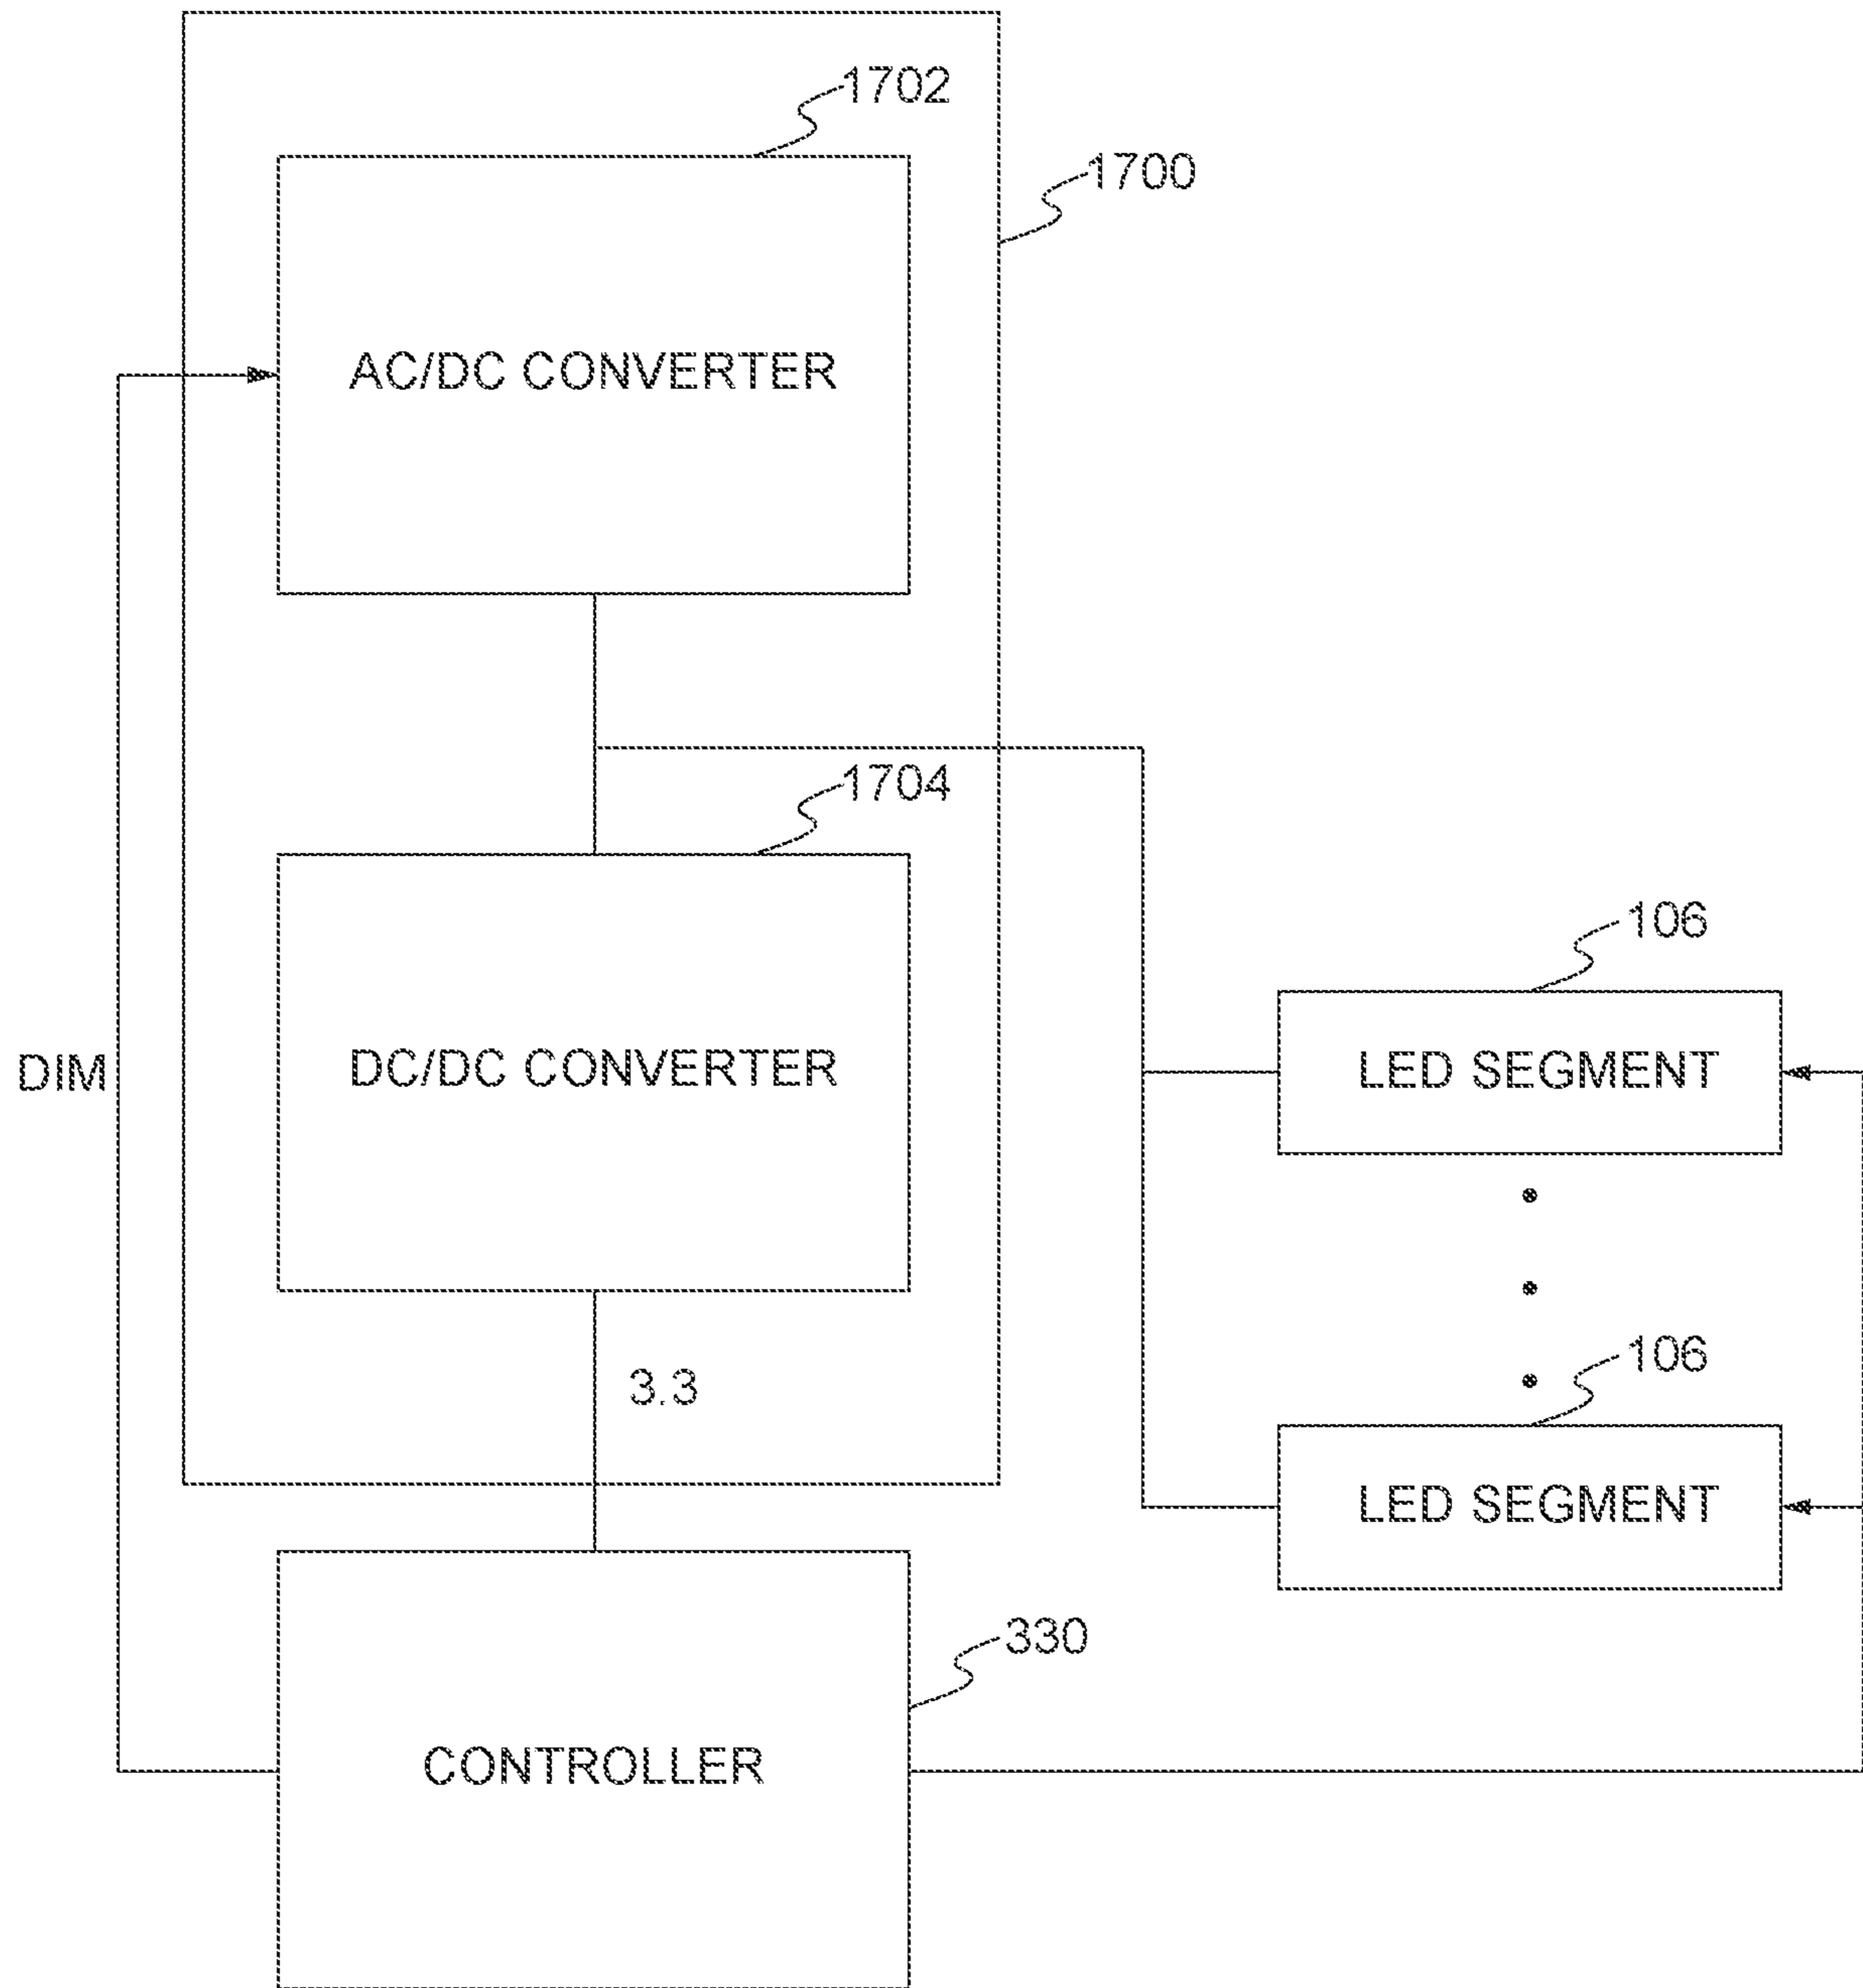 1702
1700
AC/DC CONVERTER
1704
106
DIM
DC/DC CONVERTER
LED SEGMENT
106
3.3
LED SEGMENT
330
CONTROLLER